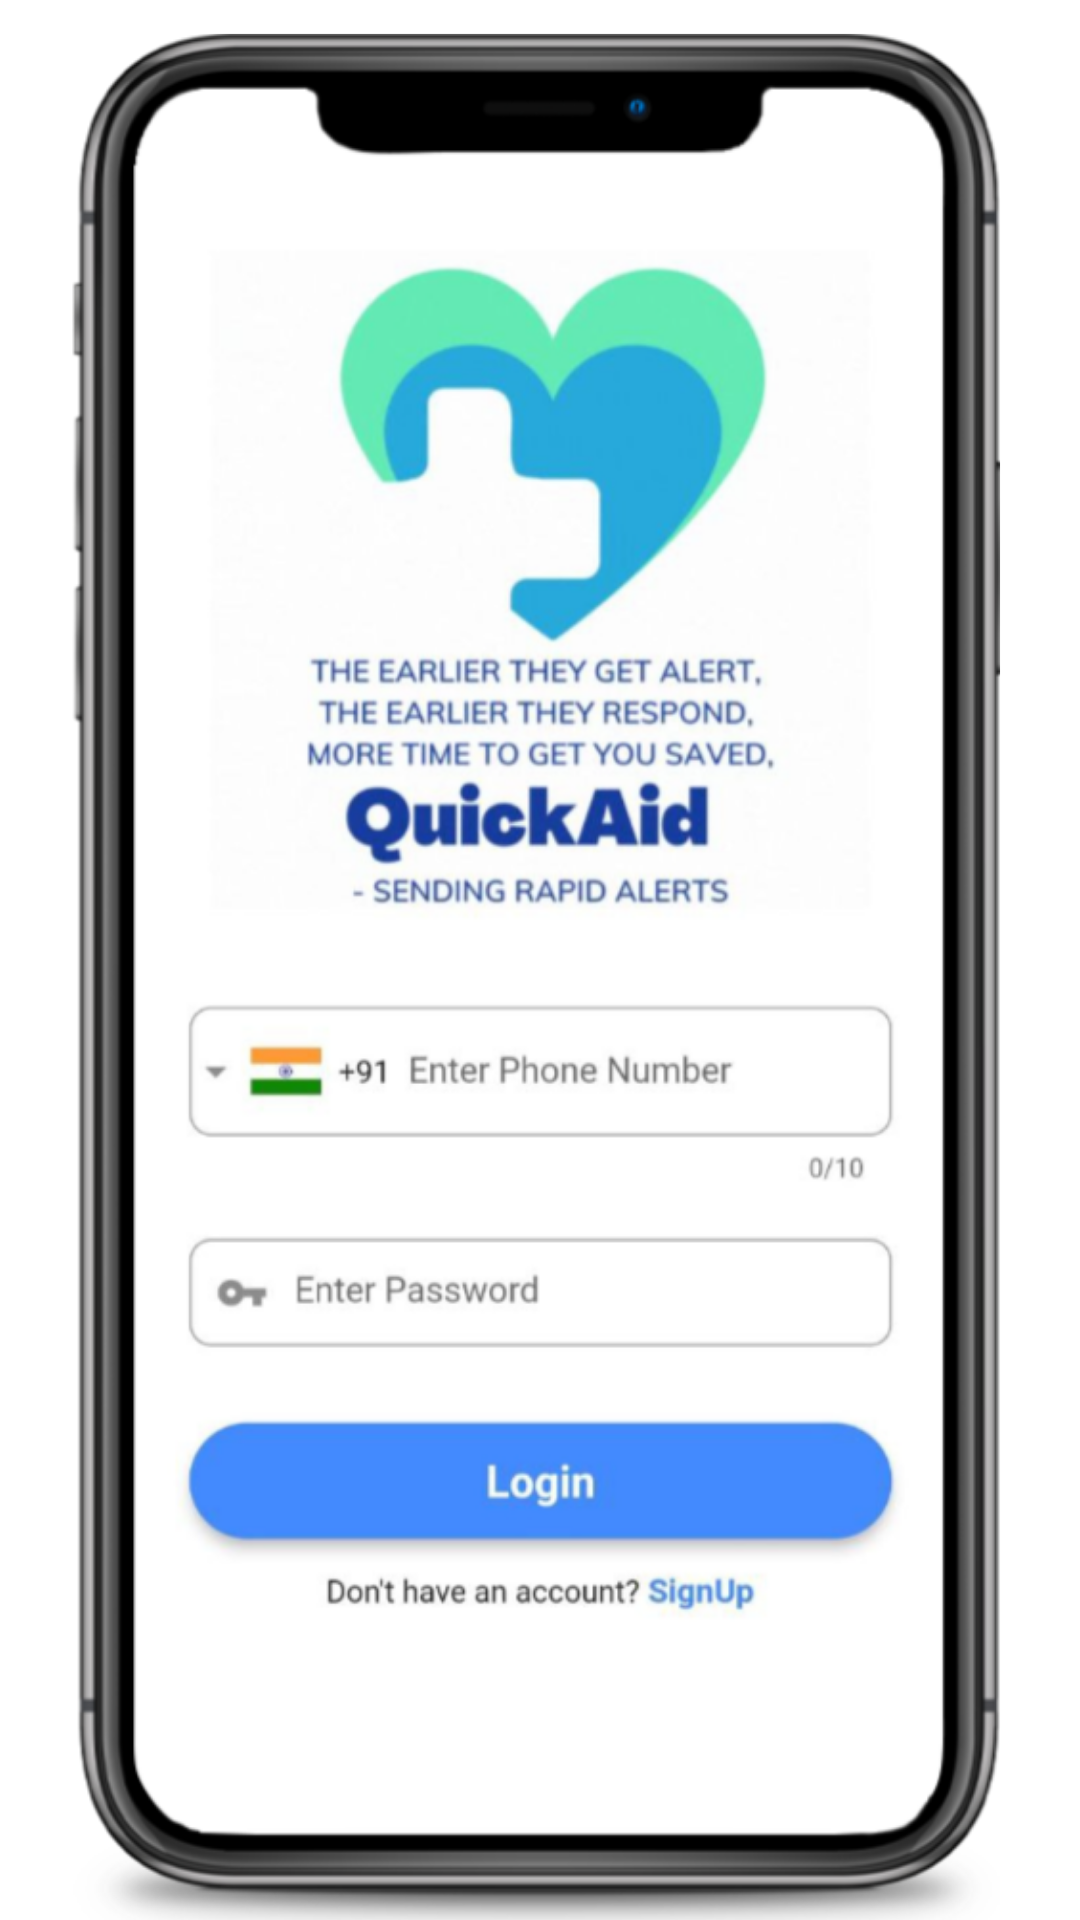 THE EARLIER THEY GET ALERT,
THE EARLIER THEY RESPOND,
MORE TIME TO GET YOU SAVED,
QuickAid
- SENDING RAPID ALERTS
+91 Enter Phone Number
0/10
Enter Password
Login
Don't have an account? SignUp